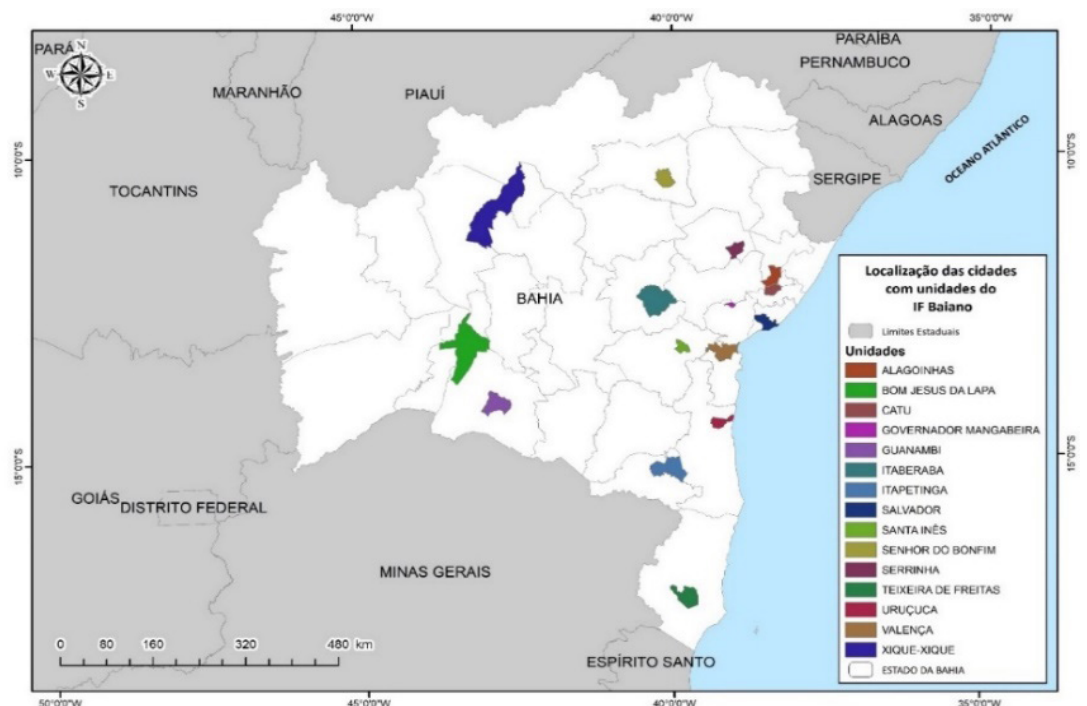 45°0'0"W
40°0'0"W
35°0'0"W
PARÁ
N
W
E
S
MARANHÃO
PIAUÍ
PARAÍBA
PERNAMBUCO
ALAGOAS
OCEANO ATLÂNTICO
10°0'0"S
10°0'0"S
TOCANTINS
SERGIPE
BAHIA
Localização das cidades
com unidades do
IF Baiano
Limites Estaduais
Unidades
ALAGOINHAS
BOM JESUS DA LAPA
CATU
GOVERNADOR MANGABEIRA
GUANAMBI
ITABERABA
ITAPETINGA
SALVADOR
SANTA INÊS
SENHOR DO BONFIM
SERRINHA
TEIXEIRA DE FREITAS
URUÇUCA
VALENÇA
XIQUE-XIQUE
ESTADO DA BAHIA
15°0'0"S
15°0'0"S
GOIÁS
DISTRITO FEDERAL
MINAS GERAIS
0 80 160 320 480 km
ESPÍRITO SANTO
50°0'0"W
45°0'0"W
40°0'0"W
35°0'0"W